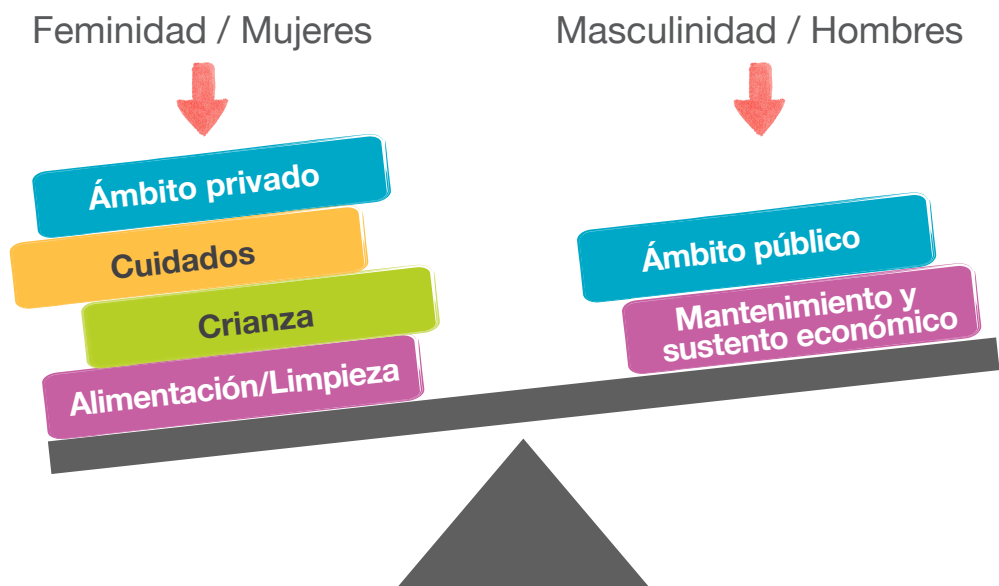 Feminidad / Mujeres
Masculinidad / Hombres
Ámbito privado
Cuidados
Crianza
Alimentación/Limpieza
Ámbito público
Mantenimiento y
sustento económico